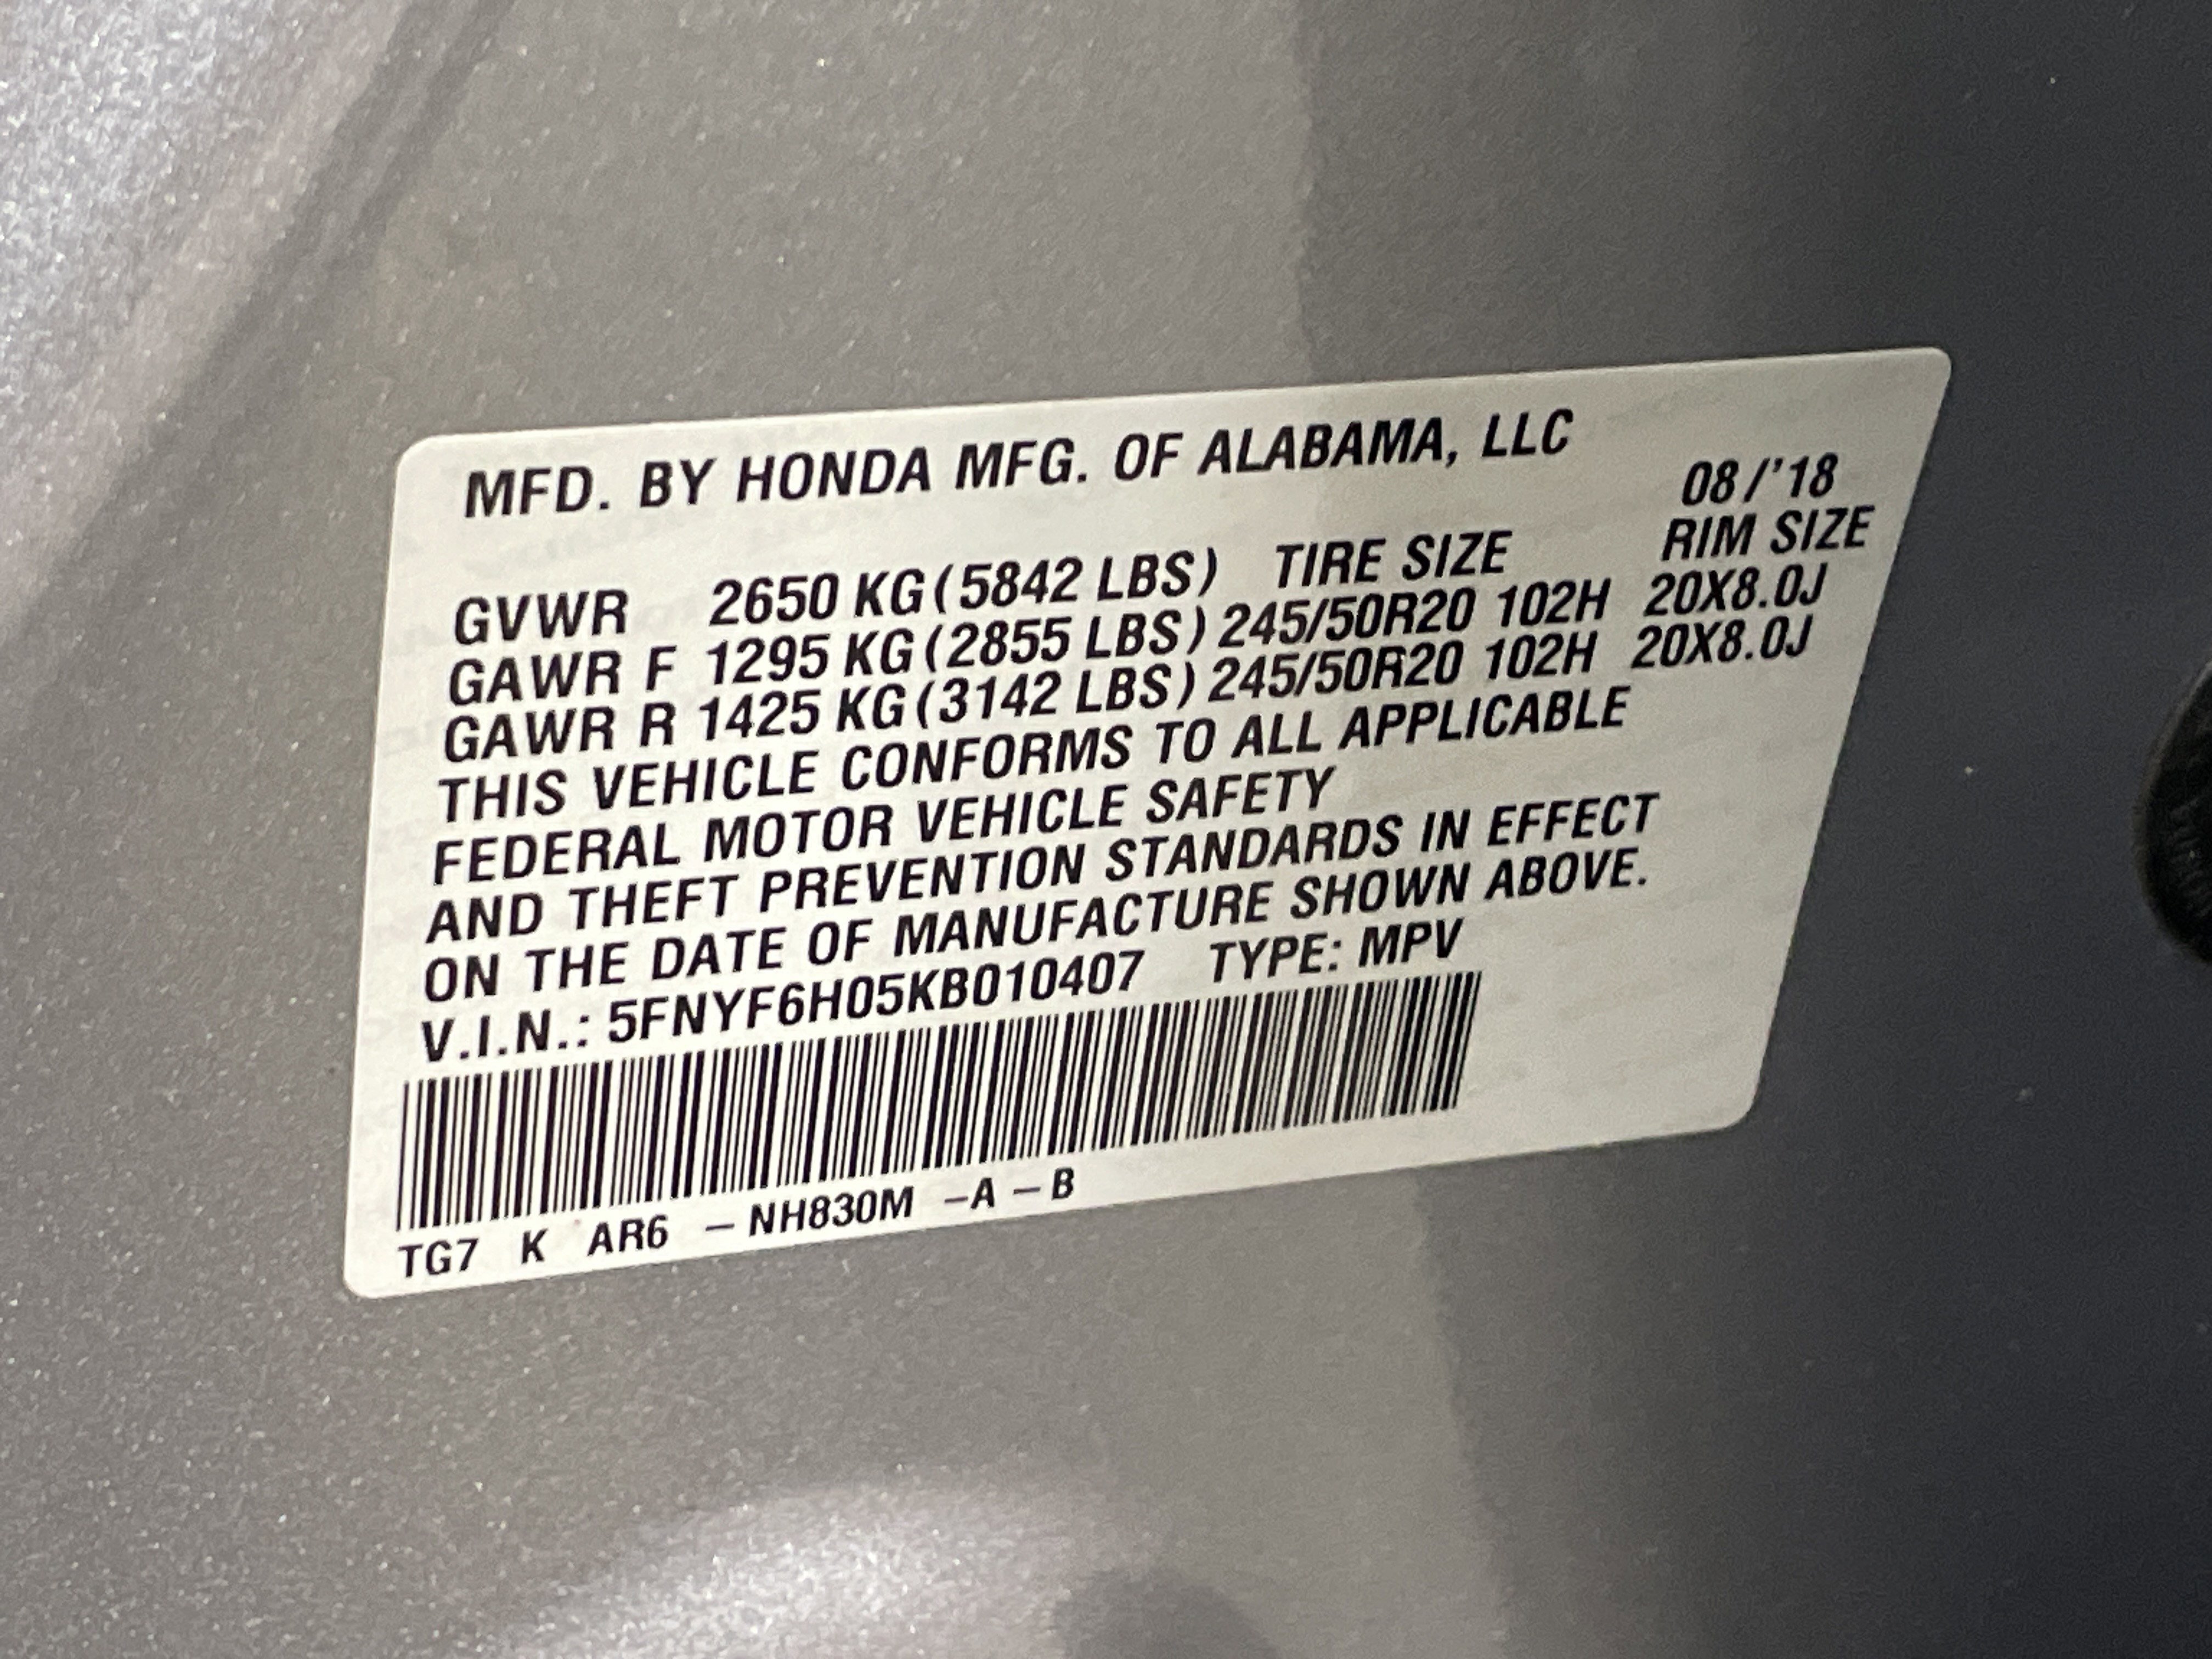 MFD. BY HONDA MFG. OF ALABAMA, LLC
08/'18
GVWR 2650 KG(5842 LBS) TIRE SIZE RIM SIZE
GAWR F 1295 KG(2855 LBS) 245/50R20 102H 20X8.0J
GAWR R 1425 KG(3142 LBS) 245/50R20 102H 20X8.0J
THIS VEHICLE CONFORMS TO ALL APPLICABLE
FEDERAL MOTOR VEHICLE SAFETY
AND THEFT PREVENTION STANDARDS IN EFFECT
ON THE DATE OF MANUFACTURE SHOWN ABOVE.
V.I.N.: 5FNYF6H05KB010407 TYPE: MPV
TG7 K AR6 – NH830M –A – B